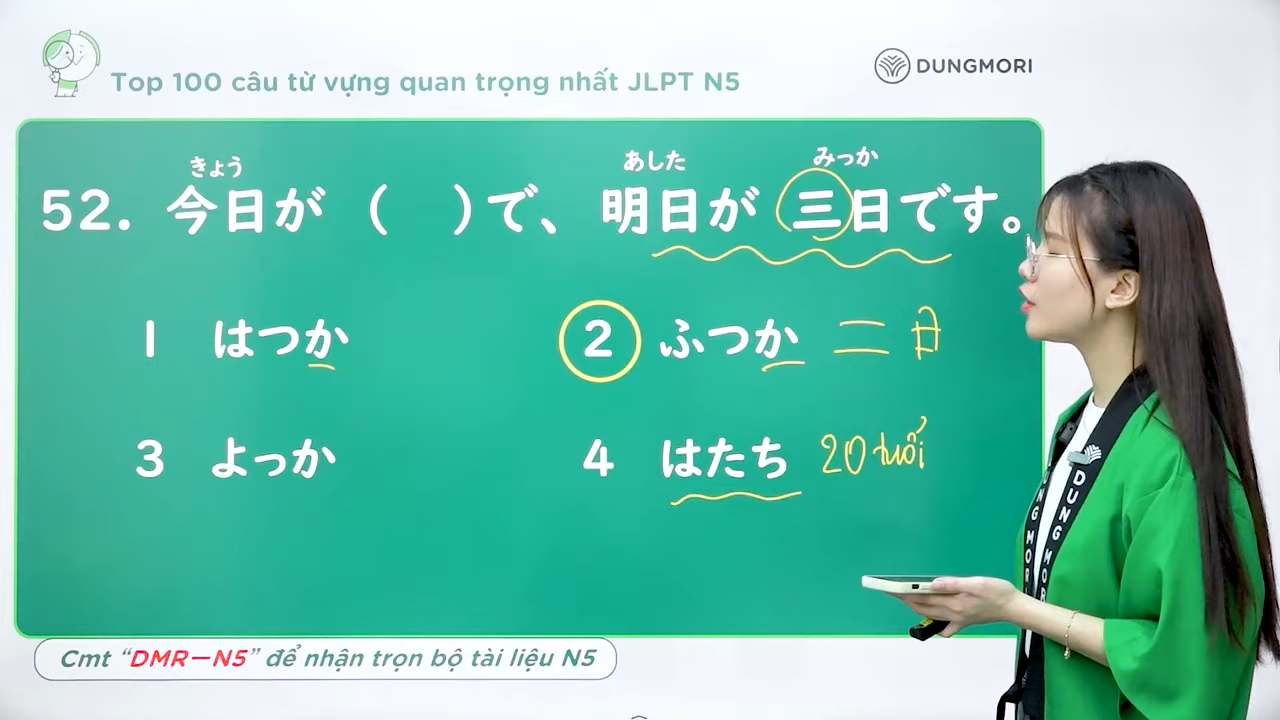 Top 100 câu từ vựng quan trọng nhất JLPT N5
DUNGMORI
きょう あした みっか
52. 今日が ( )で、明日が 三日です。
1 はつか
2 ふつか 二日
3 よっか
4 はたち 20 tuổi
Cmt “DMR—N5” để nhận trọn bộ tài liệu N5
DUNG MORI